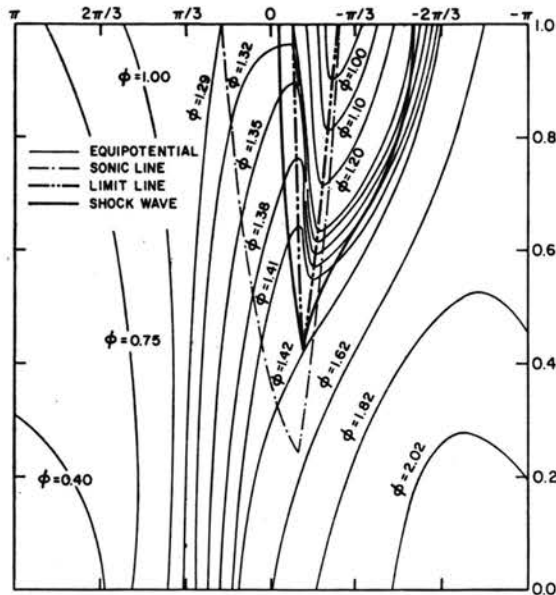 π 2π/3 π/3 0 -π/3 -2π/3 -π
1.0
0.8
0.6
0.4
0.2
0.0
EQUIPOTENTIAL
SONIC LINE
LIMIT LINE
SHOCK WAVE
ϕ=1.00
ϕ=1.29
ϕ=1.32
ϕ=1.35
ϕ=1.38
ϕ=1.41
ϕ=1.42
ϕ=1.00
ϕ=1.10
ϕ=1.20
ϕ=1.62
ϕ=1.82
ϕ=2.02
ϕ=0.75
ϕ=0.40